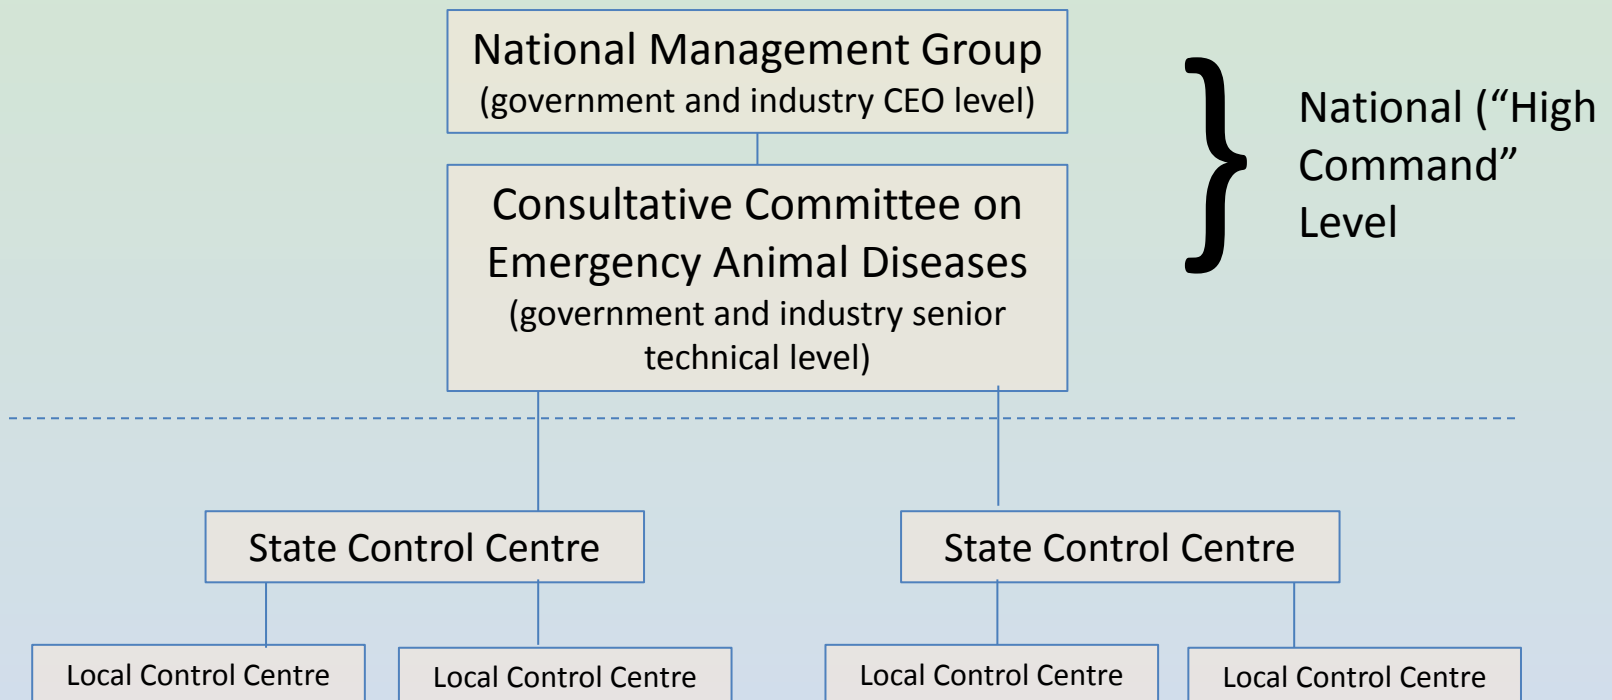 National Management Group
(government and industry CEO level)
National (“High
Command”
Level
Consultative Committee on
Emergency Animal Diseases
(government and industry senior
technical level)
State Control Centre
State Control Centre
Local Control Centre
Local Control Centre
Local Control Centre
Local Control Centre